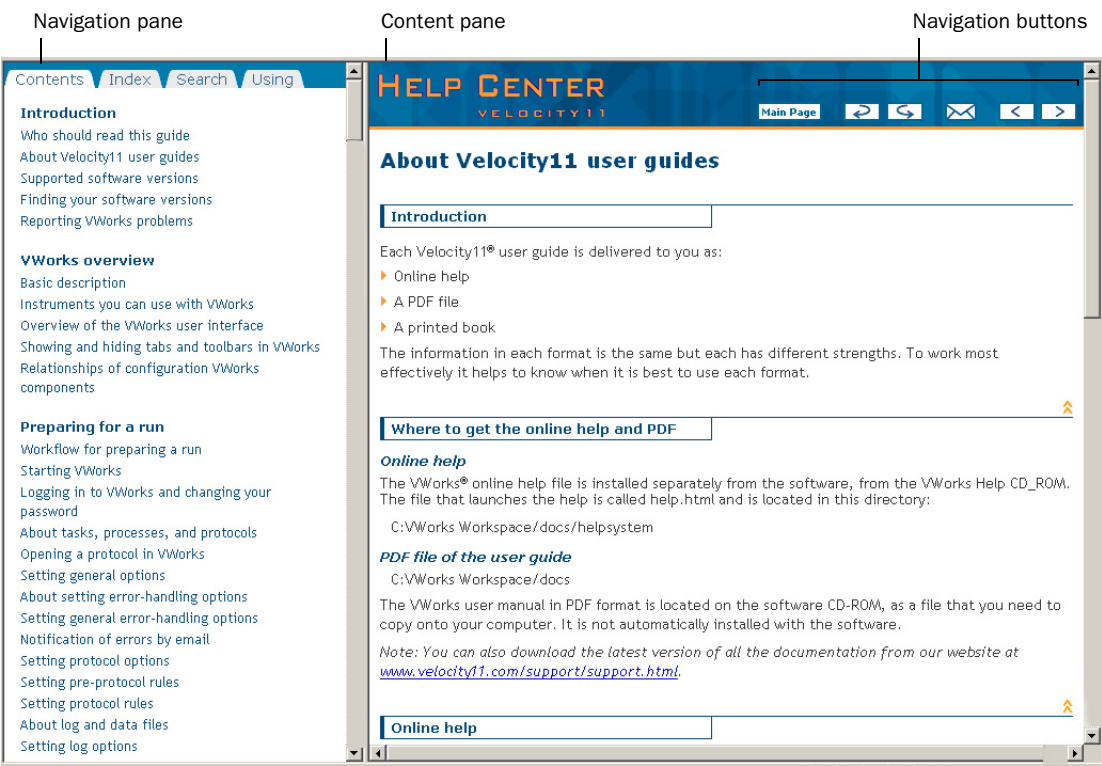 Navigation pane
Content pane
Navigation buttons
Contents
Index
Search
Using
Introduction
Who should read this guide
About Velocity11 user guides
Supported software versions
Finding your software versions
Reporting VWorks problems
VWorks overview
Basic description
Instruments you can use with VWorks
Overview of the VWorks user interface
Showing and hiding tabs and toolbars in VWorks
Relationships of configuration VWorks
components
Preparing for a run
Workflow for preparing a run
Starting VWorks
Logging in to VWorks and changing your
password
About tasks, processes, and protocols
Opening a protocol in VWorks
Setting general options
About setting error-handling options
Setting general error-handling options
Notification of errors by email
Setting protocol options
Setting pre-protocol rules
Setting protocol rules
About log and data files
Setting log options
HELP CENTER
VELOCITY11
Main Page
About Velocity11 user guides
Introduction
Each Velocity11® user guide is delivered to you as:
Online help
A PDF file
A printed book
The information in each format is the same but each has different strengths. To work most
effectively it helps to know when it is best to use each format.
Where to get the online help and PDF
Online help
The VWorks® online help file is installed separately from the software, from the VWorks Help CD_ROM.
The file that launches the help is called help.html and is located in this directory:
C:VWorks Workspace/docs/helpsystem
PDF file of the user guide
C:VWorks Workspace/docs
The VWorks user manual in PDF format is located on the software CD-ROM, as a file that you need to
copy onto your computer. It is not automatically installed with the software.
Note: You can also download the latest version of all the documentation from our website at
www.velocity11.com/support/support.html.
Online help